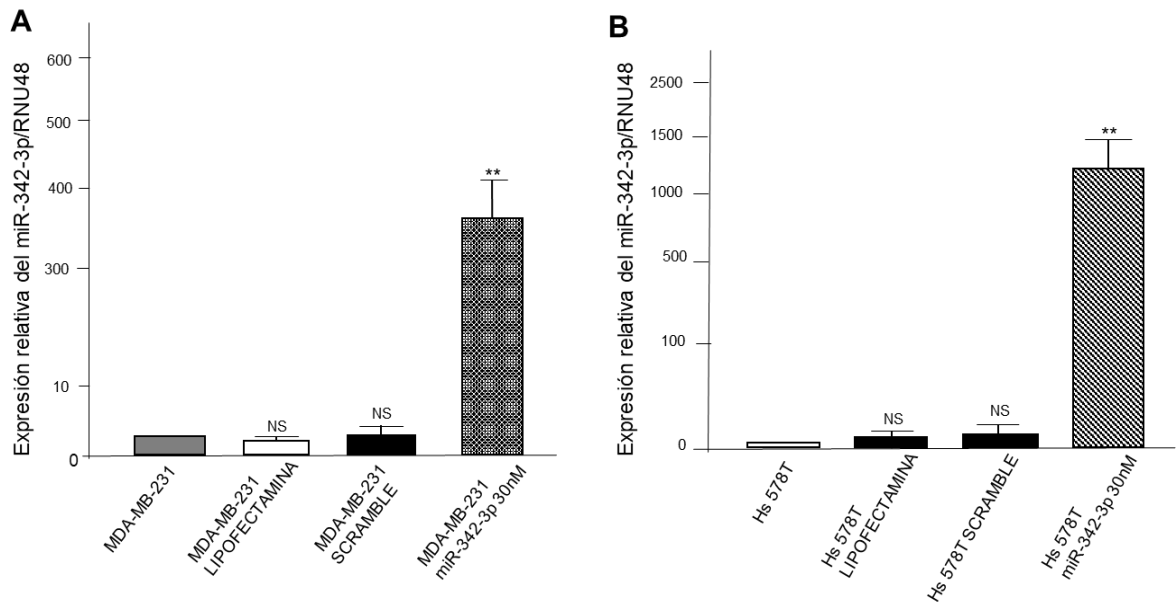 A
Expresión relativa del miR-342-3p/RNU48
600
500
400
300
10
0
NS
NS
**
MDA-MB-231
MDA-MB-231
LIPOFECTAMINA
MDA-MB-231
SCRAMBLE
MDA-MB-231
miR-342-3p 30nM
B
Expresión relativa del miR-342-3p/RNU48
2500
1500
1000
500
100
0
NS
NS
**
Hs 578T
Hs 578T
LIPOFECTAMINA
Hs 578T SCRAMBLE
Hs 578T
miR-342-3p 30nM